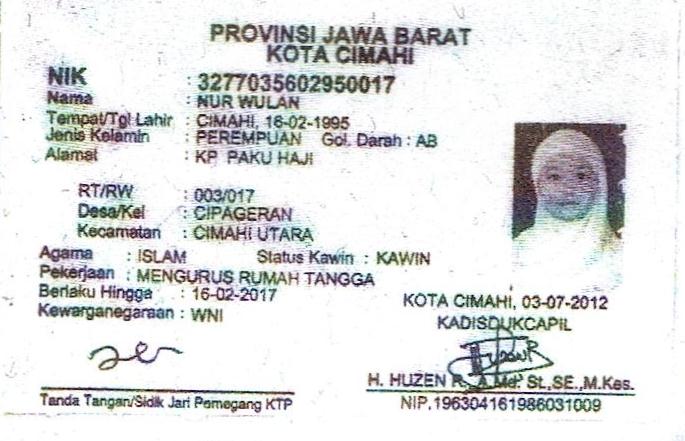 PROVINSI JAWA BARAT
KOTA CIMAHI
NIK : 3277035602950017
Nama : NUR WULAN
Tempat/Tgl Lahir : CIMAHI, 16-02-1995
Jenis Kelamin : PEREMPUAN Gol. Darah : AB
Alamat : KP PAKU HAJI
RT/RW : 003/017
Desa/Kel : CIPAGERAN
Kecamatan : CIMAHI UTARA
Agama : ISLAM Status Kawin : KAWIN
Pekerjaan : MENGURUS RUMAH TANGGA
Berlaku Hingga : 16-02-2017
Kewarganegaraan : WNI
KOTA CIMAHI, 03-07-2012
KADISDUKCAPIL
H. HUZEN R., A.Md. St.,SE.,M.Kes.
NIP.196304161986031009
Tanda Tangan/Sidik Jari Pemegang KTP